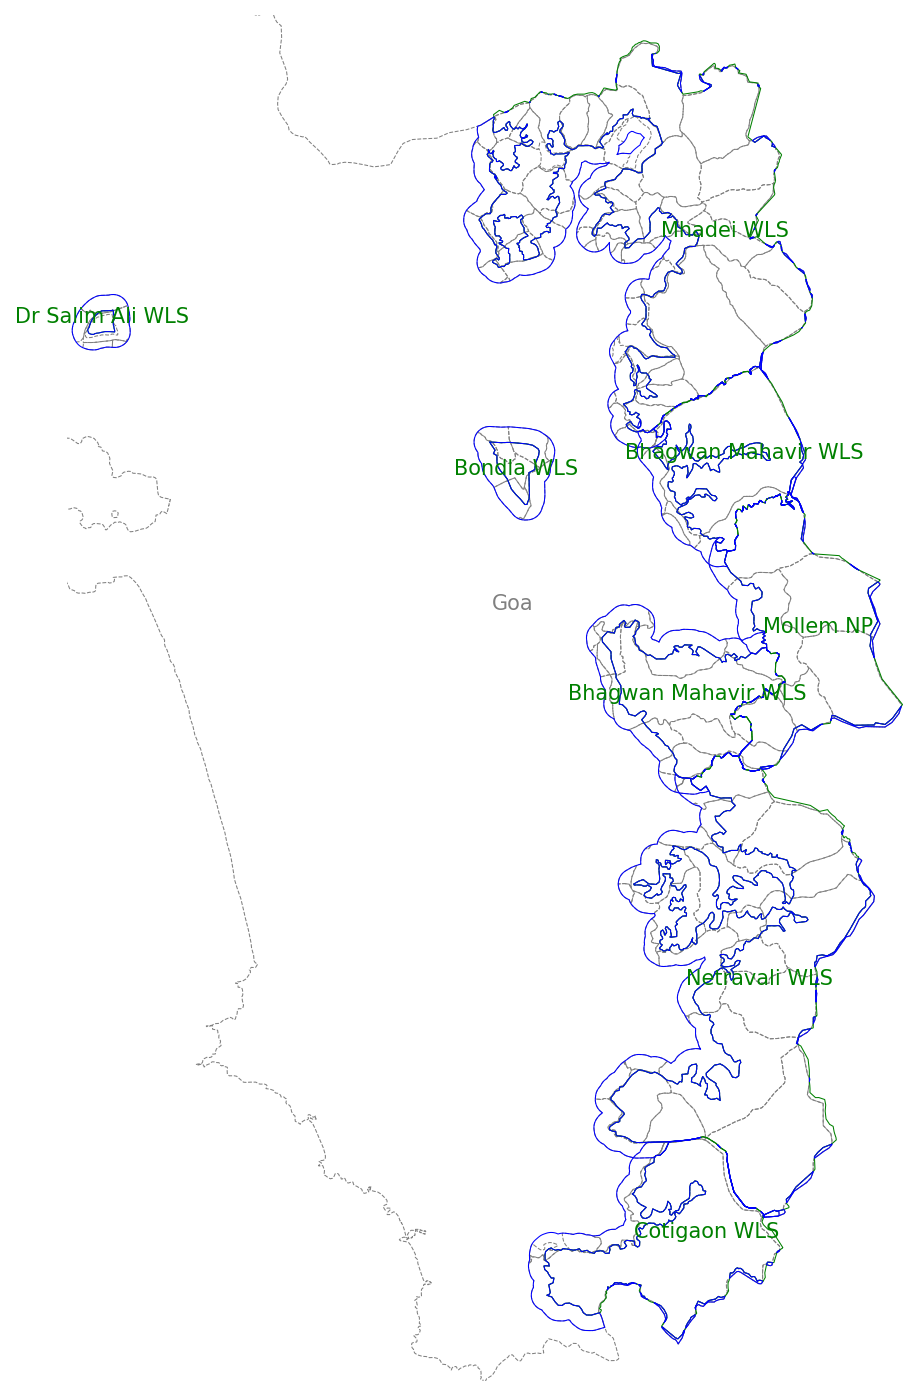 Mhadei WLS
Dr Salim Ali WLS
Bhagwan Mahavir WLS
Bondla WLS
Goa
Mollem NP
Bhagwan Mahavir WLS
Netravali WLS
Cotigaon WLS